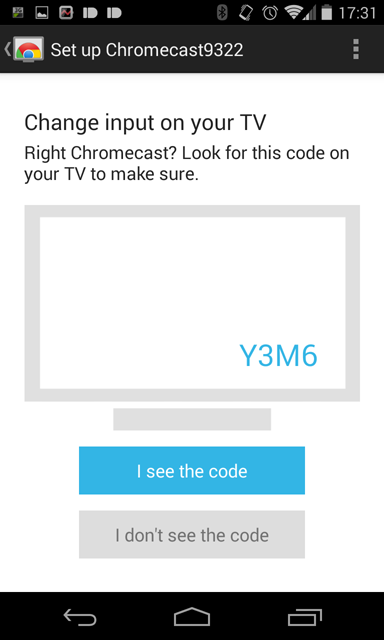 17:31
Set up Chromecast9322
Change input on your TV
Right Chromecast? Look for this code on
your TV to make sure.
Y3M6
I see the code
I don't see the code